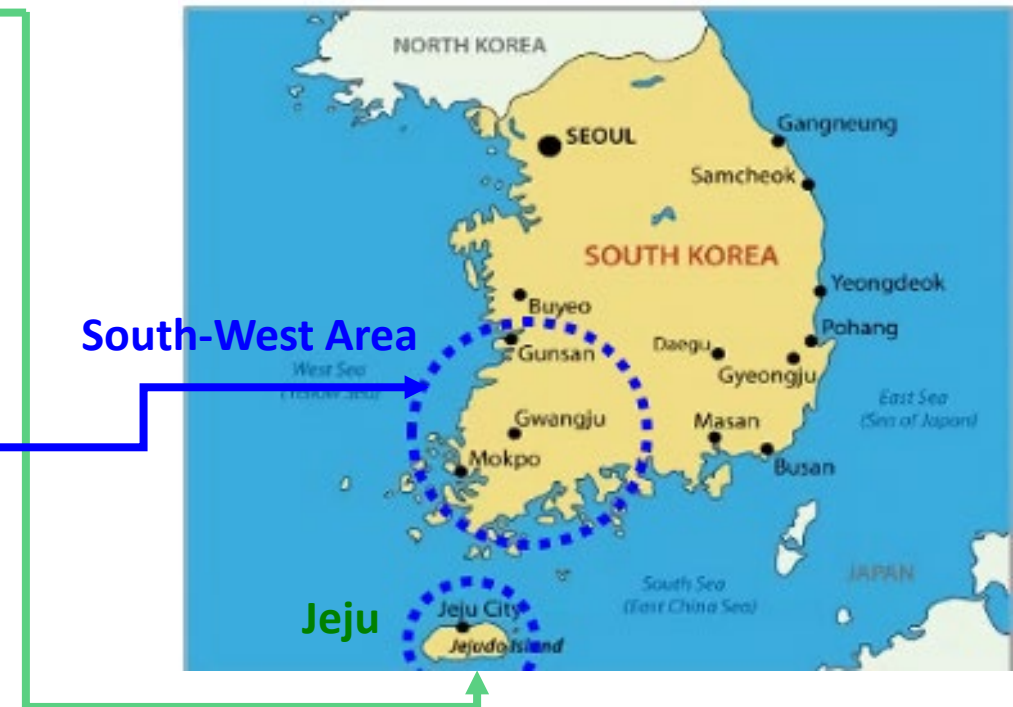 NORTH KOREA
SEOUL
Gangneung
Samcheok
SOUTH KOREA
Yeongdeok
Buyeo
South-West Area
Pohang
Gunsan
Daegu
Gyeongju
West Sea
(Yellow Sea)
East Sea
(Sea of Japan)
Gwangju
Masan
Mokpo
Busan
JAPAN
South Sea
(East China Sea)
Jeju
Jeju City
Jejudo Island